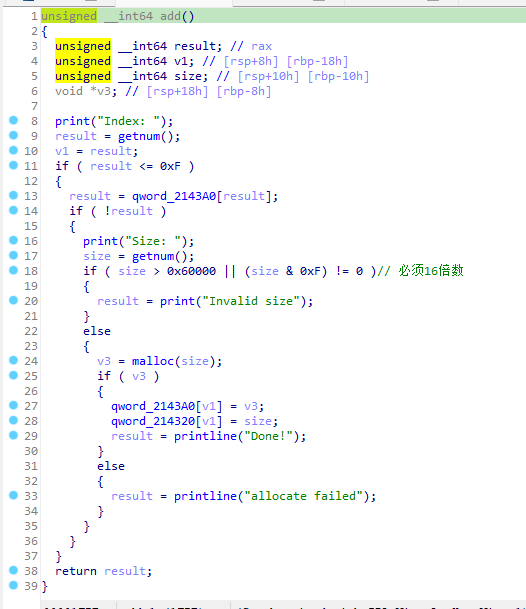 1 unsigned __int64 add()
2 {
3 unsigned __int64 result; // rax
4 unsigned __int64 v1; // [rsp+8h] [rbp-18h]
5 unsigned __int64 size; // [rsp+10h] [rbp-10h]
6 void *v3; // [rsp+18h] [rbp-8h]
7
8 print("Index: ");
9 result = getnum();
10 v1 = result;
11 if ( result <= 0xF )
12 {
13 result = qword_2143A0[result];
14 if ( !result )
15 {
16 print("Size: ");
17 size = getnum();
18 if ( size > 0x60000 || (size & 0xF) != 0 )// 必须16倍数
19 {
20 result = print("Invalid size");
21 }
22 else
23 {
24 v3 = malloc(size);
25 if ( v3 )
26 {
27 qword_2143A0[v1] = v3;
28 qword_214320[v1] = size;
29 result = printline("Done!");
30 }
31 else
32 {
33 result = printline("allocate failed");
34 }
35 }
36 }
37 }
38 return result;
39 }